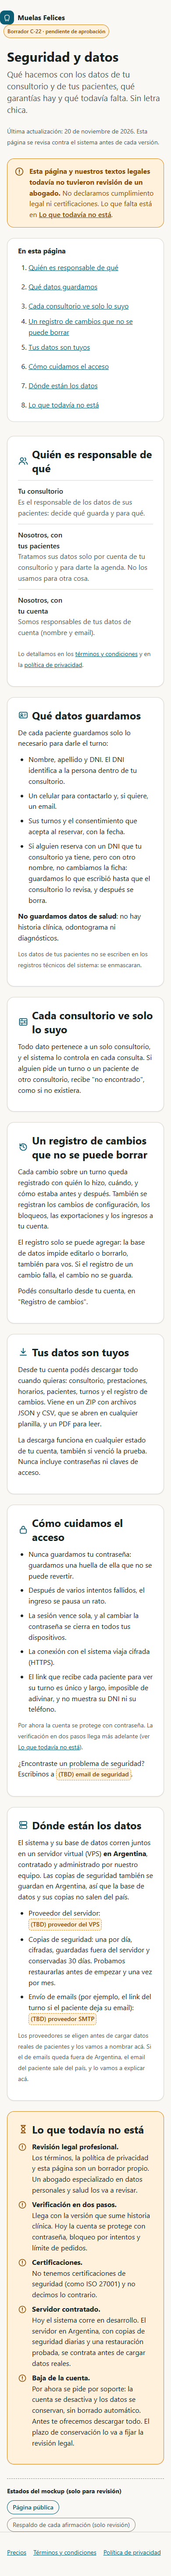 Muelas Felices
Borrador C-22 · pendiente de aprobación
Seguridad y datos
Qué hacemos con los datos de tu
consultorio y de tus pacientes, qué
garantías hay y qué todavía falta. Sin letra
chica.
Última actualización: 20 de noviembre de 2026. Esta
página se revisa contra el sistema antes de cada versión.
Esta página y nuestros textos legales
todavía no tuvieron revisión de un
abogado. No declaramos cumplimiento
legal ni certificaciones. Lo que falta está
en Lo que todavía no está.
En esta página
1. Quién es responsable de qué
2. Qué datos guardamos
3. Cada consultorio ve solo lo suyo
4. Un registro de cambios que no se
puede borrar
5. Tus datos son tuyos
6. Cómo cuidamos el acceso
7. Dónde están los datos
8. Lo que todavía no está
Quién es responsable de
qué
Tu consultorio
Es el responsable de los datos de sus
pacientes: decide qué guarda y para qué.
Nosotros, con
tus pacientes
Tratamos sus datos solo por cuenta de tu
consultorio y para darte la agenda. No los
usamos para otra cosa.
Nosotros, con
tu cuenta
Somos responsables de tus datos de
cuenta (nombre y email).
Lo detallamos en los términos y condiciones y en
la política de privacidad.
Qué datos guardamos
De cada paciente guardamos solo lo
necesario para darle el turno:
• Nombre, apellido y DNI. El DNI
identifica a la persona dentro de tu
consultorio.
• Un celular para contactarlo y, si quiere,
un email.
• Sus turnos y el consentimiento que
acepta al reservar, con la fecha.
• Si alguien reserva con un DNI que tu
consultorio ya tiene, pero con otro
nombre, no cambiamos la ficha:
guardamos lo que escribió hasta que el
consultorio lo revisa, y después se
borra.
No guardamos datos de salud: no hay
historia clínica, odontograma ni
diagnósticos.
Los datos de tus pacientes no se escriben en los
registros técnicos del sistema: se enmascaran.
Cada consultorio ve solo
lo suyo
Todo dato pertenece a un solo consultorio,
y el sistema lo controla en cada consulta. Si
alguien pide un turno o un paciente de
otro consultorio, recibe "no encontrado",
como si no existiera.
Un registro de cambios
que no se puede borrar
Cada cambio sobre un turno queda
registrado con quién lo hizo, cuándo, y
cómo estaba antes y después. También se
registran los cambios de configuración, los
bloqueos, las exportaciones y los ingresos a
tu cuenta.
El registro solo se puede agregar: la base
de datos impide editarlo o borrarlo,
también para vos. Si el registro de un
cambio falla, el cambio no se guarda.
Podés consultarlo desde tu cuenta, en
"Registro de cambios".
Tus datos son tuyos
Desde tu cuenta podés descargar todo
cuando quieras: consultorio, prestaciones,
horarios, pacientes, turnos y el registro de
cambios. Viene en un ZIP con archivos
JSON y CSV, que se abren en cualquier
planilla, y un PDF para leer.
La descarga funciona en cualquier estado
de tu cuenta, también si venció la prueba.
Nunca incluye contraseñas ni claves de
acceso.
Cómo cuidamos el
acceso
• Nunca guardamos tu contraseña:
guardamos una huella de ella que no se
puede revertir.
• Después de varios intentos fallidos, el
ingreso se pausa un rato.
• La sesión vence sola, y al cambiar la
contraseña se cierra en todos tus
dispositivos.
• La conexión con el sistema viaja cifrada
(HTTPS).
• El link que recibe cada paciente para ver
su turno es único y largo, imposible de
adivinar, y no muestra su DNI ni su
teléfono.
Por ahora la cuenta se protege con contraseña. La
verificación en dos pasos llega más adelante (ver
Lo que todavía no está).
¿Encontraste un problema de seguridad?
Escribinos a (TBD) email de seguridad.
Dónde están los datos
El sistema y su base de datos corren juntos
en un servidor virtual (VPS) en Argentina,
contratado y administrado por nuestro
equipo. Las copias de seguridad también se
guardan en Argentina, así que la base de
datos y sus copias no salen del país.
• Proveedor del servidor:
(TBD) proveedor del VPS
• Copias de seguridad: una por día,
cifradas, guardadas fuera del servidor y
conservadas 30 días. Probamos
restaurarlas antes de empezar y una vez
por mes.
• Envío de emails (por ejemplo, el link del
turno si el paciente deja su email):
(TBD) proveedor SMTP
Los proveedores se eligen antes de cargar datos
reales de pacientes y los vamos a nombrar acá. Si
el de emails queda fuera de Argentina, el email
del paciente sale del país, y lo vamos a explicar
acá.
Lo que todavía no está
Revisión legal profesional.
Los términos, la política de privacidad
y esta página son un borrador propio.
Un abogado especializado en datos
personales y salud los va a revisar.
Verificación en dos pasos.
Llega con la versión que sume historia
clínica. Hoy la cuenta se protege con
contraseña, bloqueo por intentos y
límite de pedidos.
Certificaciones.
No tenemos certificaciones de
seguridad (como ISO 27001) y no
decimos lo contrario.
Servidor contratado.
Hoy el sistema corre en desarrollo. El
servidor en Argentina, con copias de
seguridad diarias y una restauración
probada, se contrata antes de cargar
datos reales.
Baja de la cuenta.
Por ahora se pide por soporte: la
cuenta se desactiva y los datos se
conservan, sin borrado automático.
Antes te ofrecemos descargar todo. El
plazo de conservación lo va a fijar la
revisión legal.
Estados del mockup (solo para revisión)
Página pública
Respaldo de cada afirmación (solo revisión)
Precios Términos y condiciones Política de privacidad